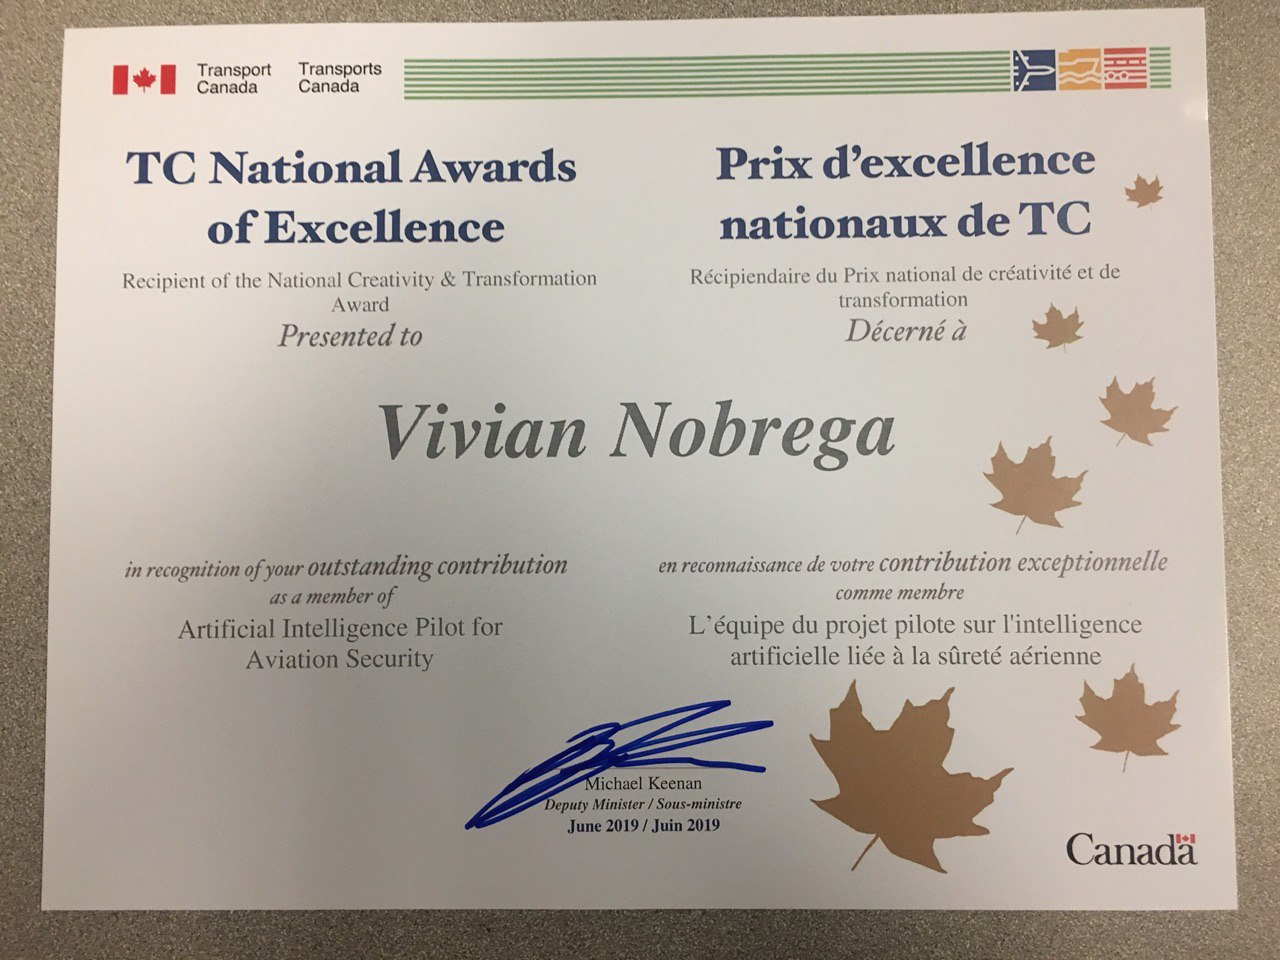 Transport
Canada
Transports
Canada
TC National Awards
of Excellence
Recipient of the National Creativity & Transformation
Award
Presented to
Prix d'excellence
nationaux de TC
Récipiendaire du Prix national de créativité et de
transformation
Décerné à
Vivian Nobrega
in recognition of your outstanding contribution
as a member of
Artificial Intelligence Pilot for
Aviation Security
en reconnaissance de votre contribution exceptionnelle
comme membre
L'équipe du projet pilote sur l'intelligence
artificielle liée à la sûreté aérienne
Michael Keenan
Deputy Minister / Sous-ministre
June 2019 / Juin 2019
Canada